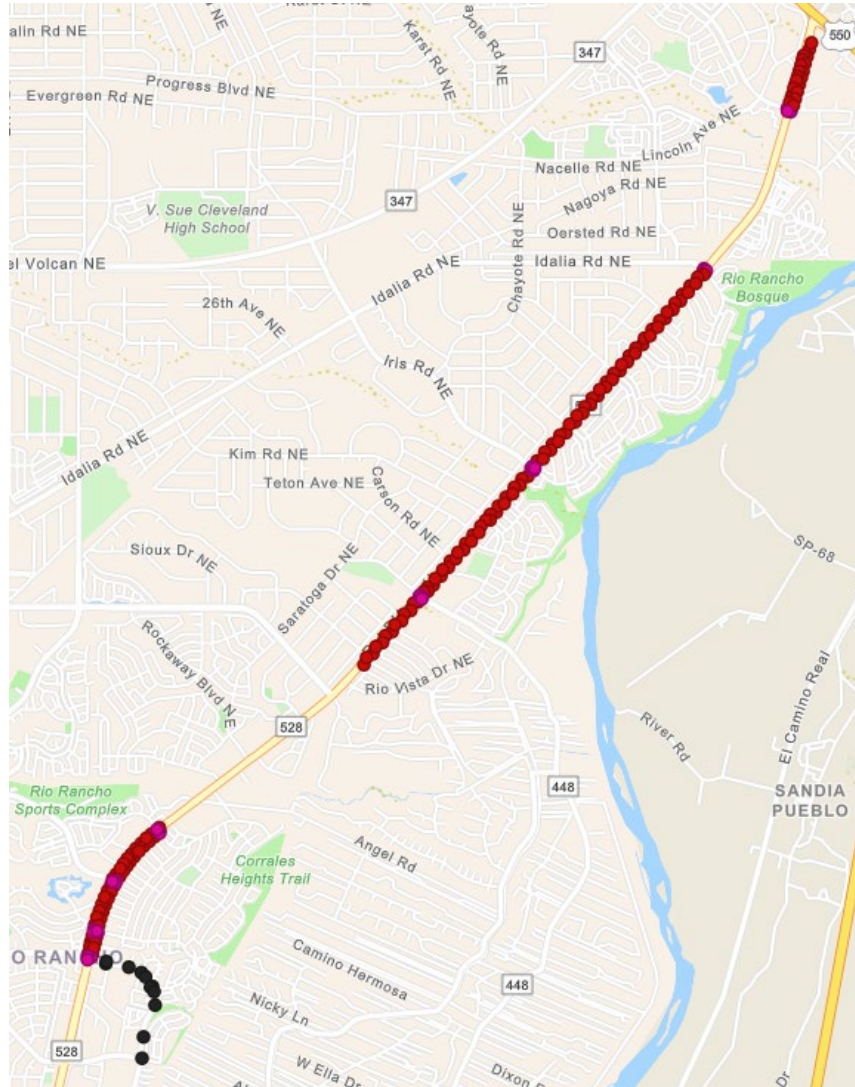 Karst Rd NE
550
347
alin Rd NE
Progress Blvd NE
Evergreen Rd NE
Lincoln Ave NE
Nacelle Rd NE
Nagoya Rd NE
347
V. Sue Cleveland
High School
Chayote Rd NE
Oersted Rd NE
el Volcan NE
Idalia Rd NE
Idalia Rd NE
Rio Rancho
Bosque
26th Ave NE
Iris Rd NE
Idalia Rd NE
Kim Rd NE
Teton Ave NE
Carson Rd NE
Sioux Dr NE
SP-68
Saratoga Dr NE
Rockaway Blvd NE
Rio Vista Dr NE
El Camino Real
River Rd
528
Rio Rancho
Sports Complex
448
SANDIA
PUEBLO
Angel Rd
Corrales
Heights Trail
Camino Hermosa
448
Nicky Ln
528
W Ella Dr
Dr